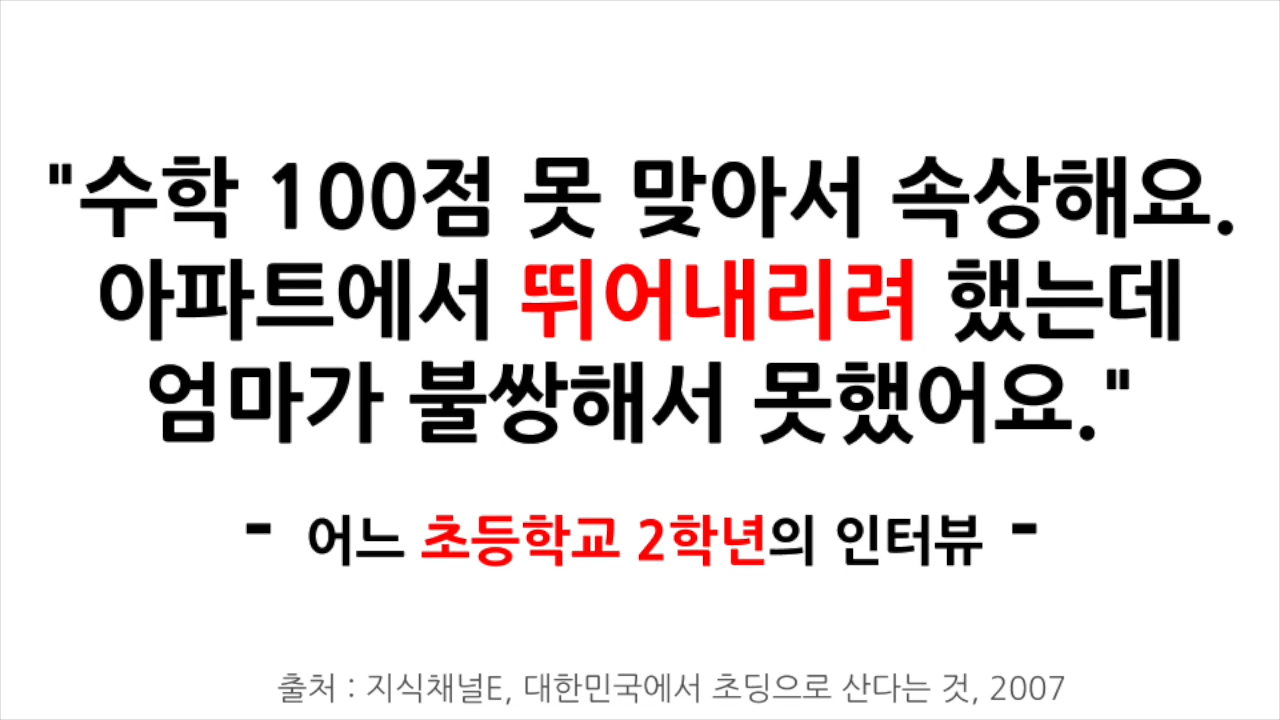 "수학 100점 못 맞아서 속상해요.
아파트에서 뛰어내리려 했는데
엄마가 불쌍해서 못했어요."
- 어느 초등학교 2학년의 인터뷰 -
출처 : 지식채널E, 대한민국에서 초딩으로 산다는 것, 2007